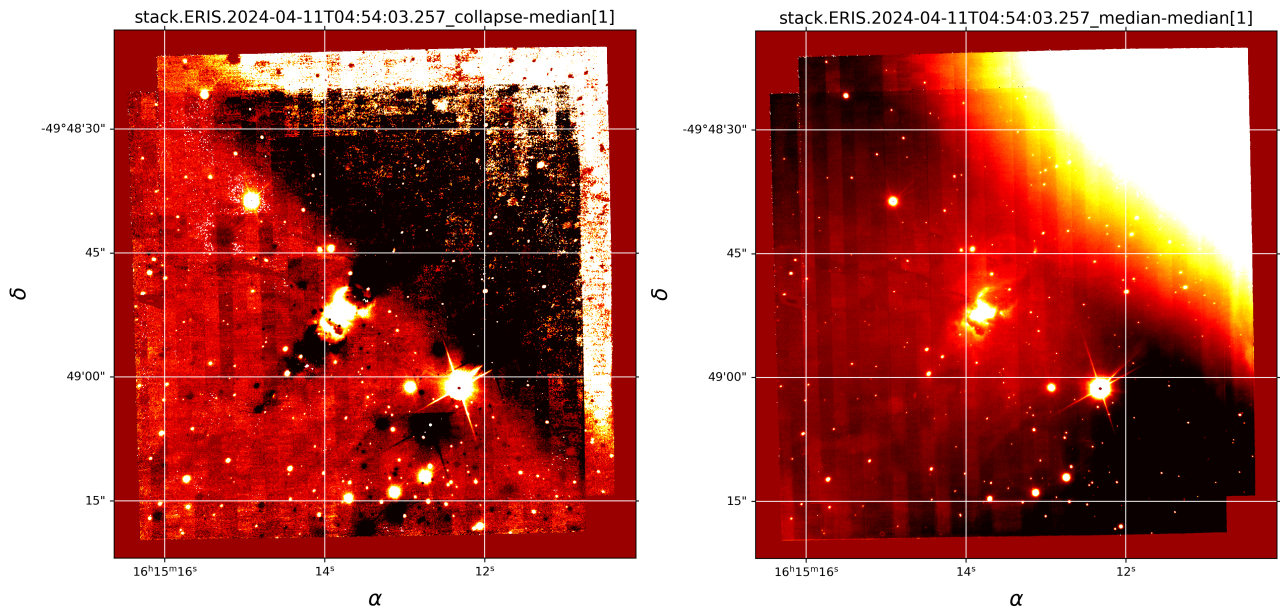 stack.ERIS.2024-04-11T04:54:03.257_collapse-median[1]
-49°48'30"
45"
49'00"
15"
δ
16ʰ15ᵐ16ˢ
14ˢ
12ˢ
α
stack.ERIS.2024-04-11T04:54:03.257_median-median[1]
-49°48'30"
45"
49'00"
15"
δ
16ʰ15ᵐ16ˢ
14ˢ
12ˢ
α